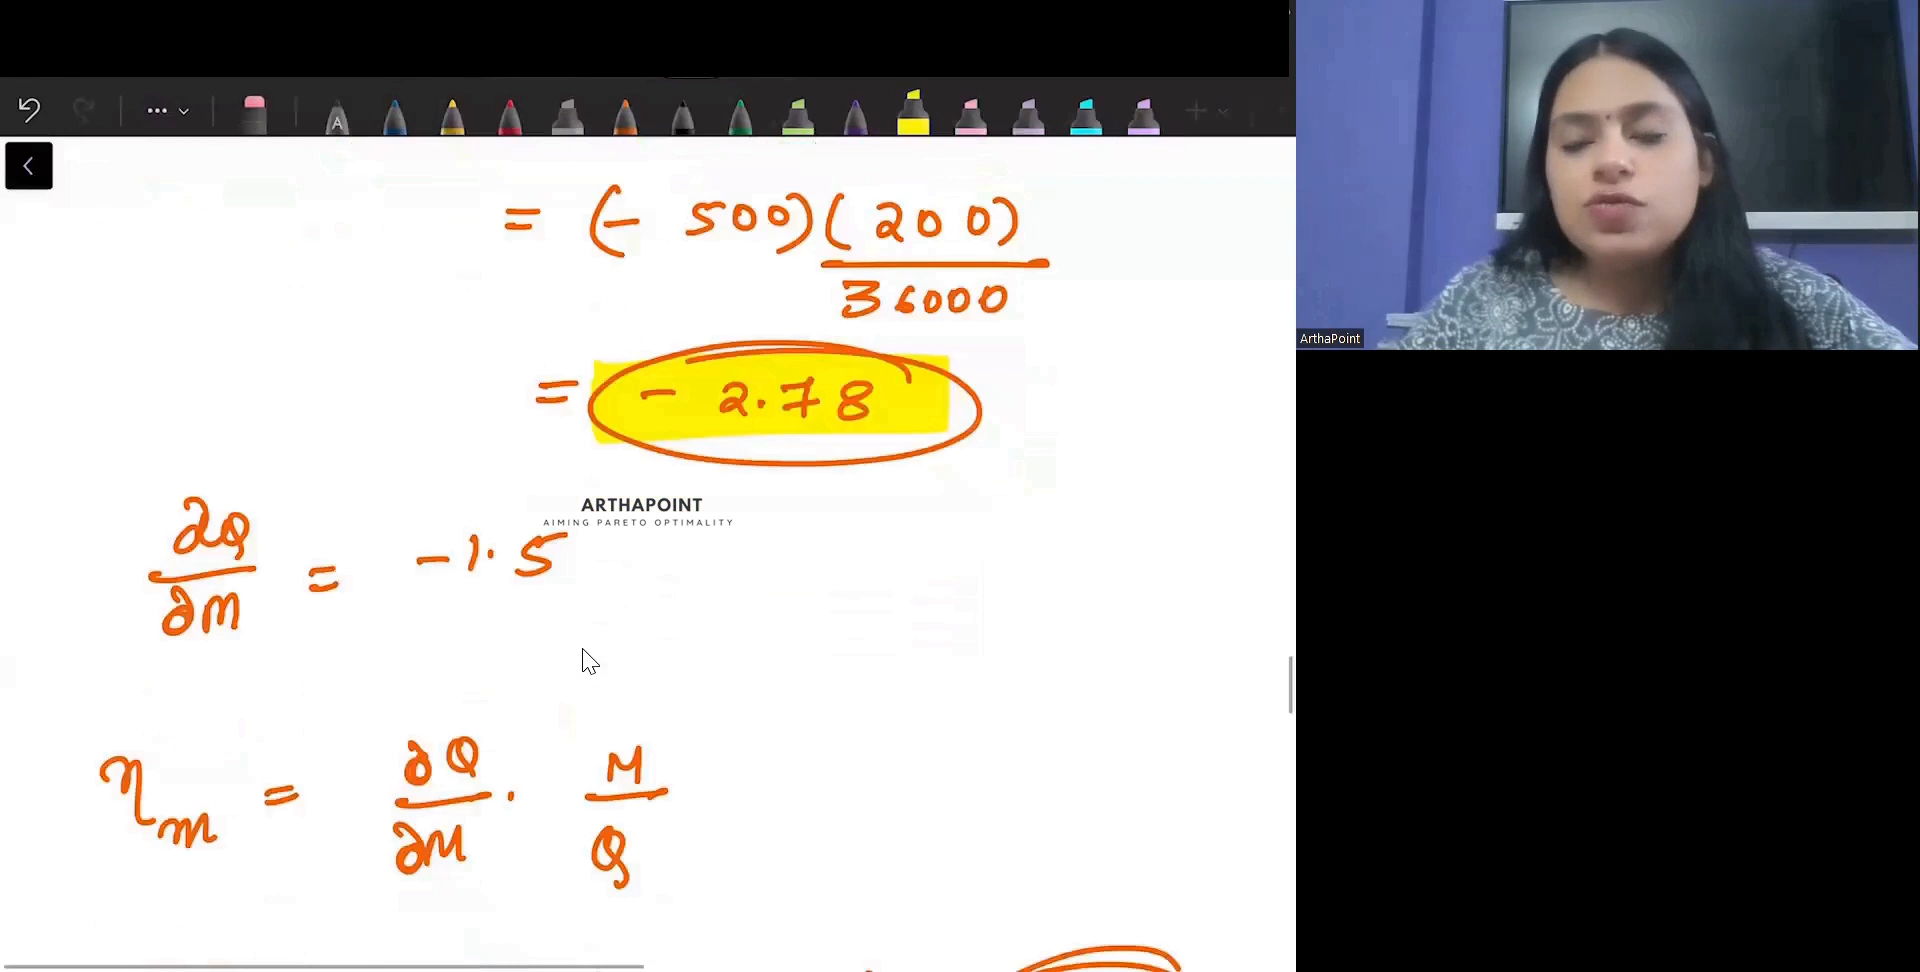 A
= (- 500)(200)
36000
= - 2.78
ARTHAPOINT
AIMING PARETO OPTIMALITY
∂Q/∂M = -1.5
η_m = ∂Q/∂M . M/Q
ArthaPoint